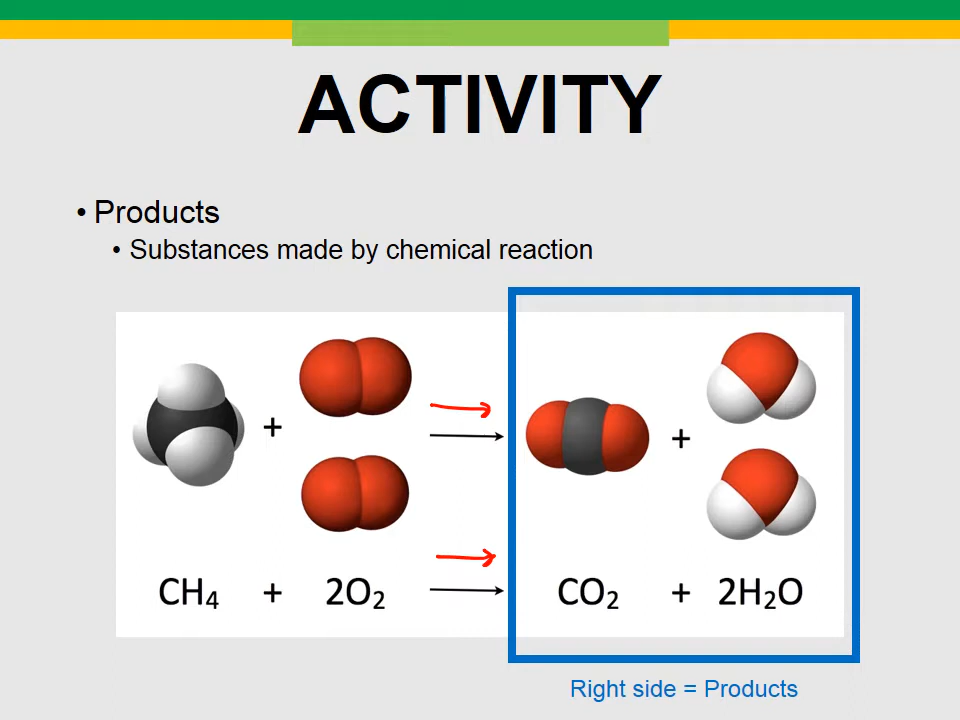 ACTIVITY
• Products
• Substances made by chemical reaction
+ +
CH₄ + 2O₂ CO₂ + 2H₂O
Right side = Products